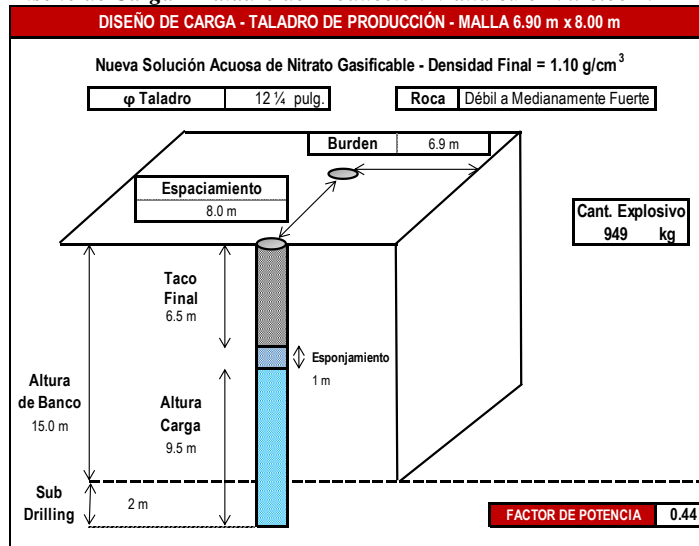 DISEÑO DE CARGA - TALADRO DE PRODUCCIÓN - MALLA 6.90 m x 8.00 m
Nueva Solución Acuosa de Nitrato Gasificable - Densidad Final = 1.10 g/cm³
φ Taladro 12 ¼ pulg.
Roca Débil a Medianamente Fuerte
Burden 6.9 m
Espaciamiento
8.0 m
Cant. Explosivo
949 kg
Taco
Final
6.5 m
Esponjamiento
1 m
Altura
de Banco
15.0 m
Altura
Carga
9.5 m
Sub
Drilling
2 m
FACTOR DE POTENCIA 0.44